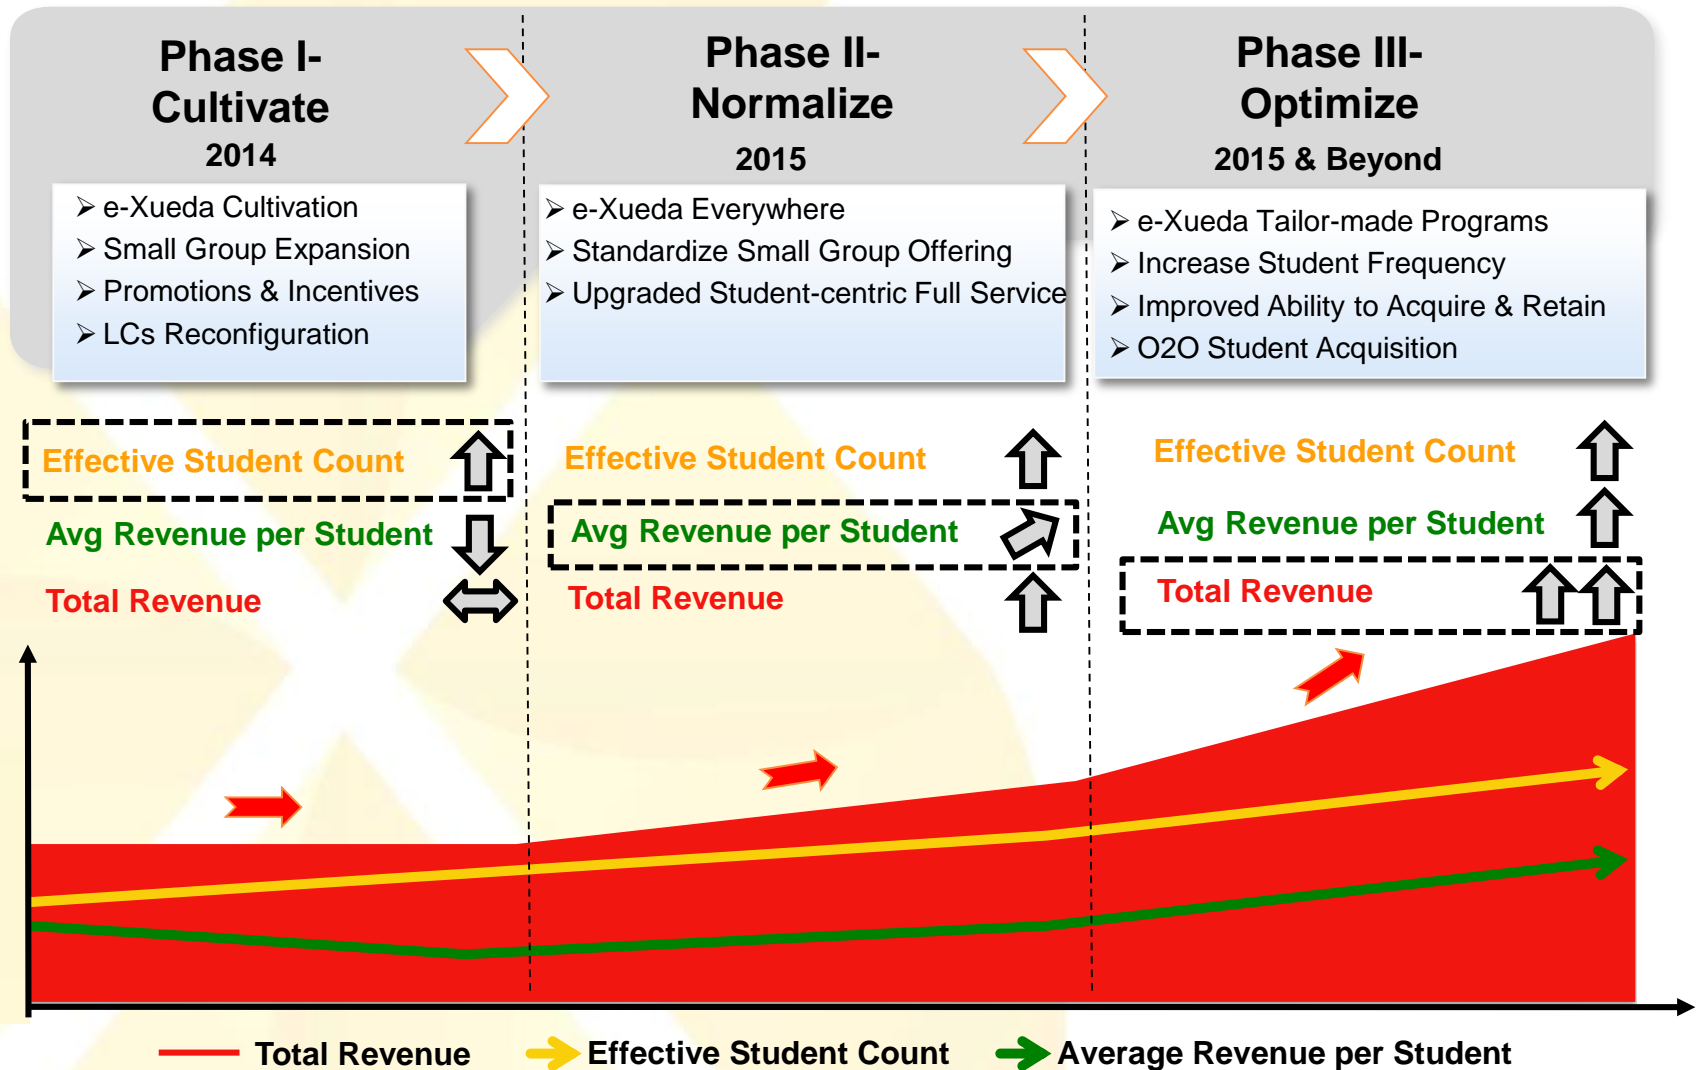 Phase I-
Cultivate
2014
➢ e-Xueda Cultivation
➢ Small Group Expansion
➢ Promotions & Incentives
➢ LCs Reconfiguration
Phase II-
Normalize
2015
➢ e-Xueda Everywhere
➢ Standardize Small Group Offering
➢ Upgraded Student-centric Full Service
Phase III-
Optimize
2015 & Beyond
➢ e-Xueda Tailor-made Programs
➢ Increase Student Frequency
➢ Improved Ability to Acquire & Retain
➢ O2O Student Acquisition
Effective Student Count
Avg Revenue per Student
Total Revenue
Effective Student Count
Avg Revenue per Student
Total Revenue
Effective Student Count
Avg Revenue per Student
Total Revenue
Total Revenue
Effective Student Count
Average Revenue per Student